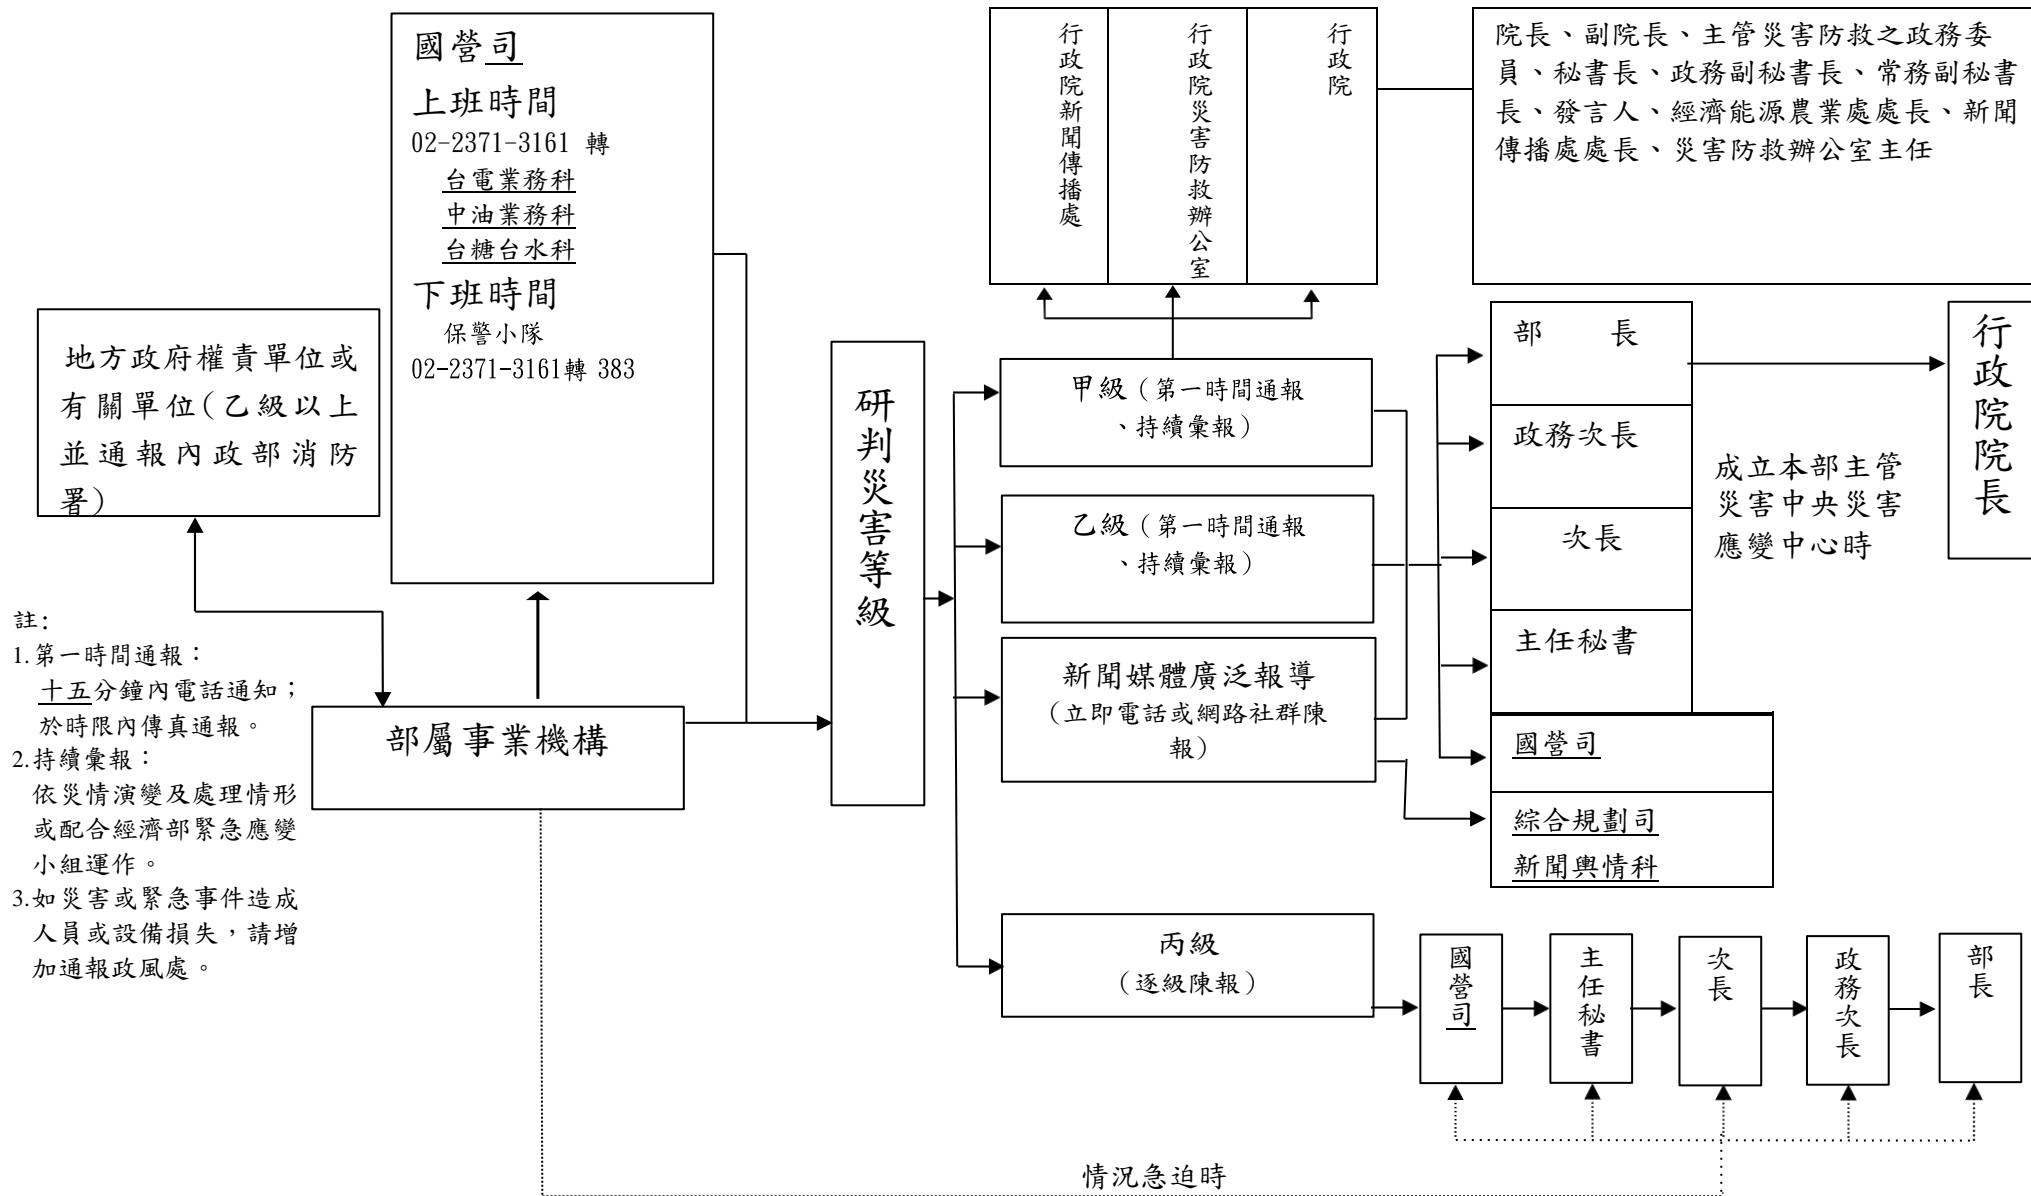 國營司
上班時間
02-2371-3161 轉
台電業務科
中油業務科
台糖台水科
下班時間
保警小隊
02-2371-3161轉 383
行政院新聞傳播處
行政院災害防救辦公室
行政院
院長、副院長、主管災害防救之政務委
員、秘書長、政務副秘書長、常務副秘書
長、發言人、經濟能源農業處處長、新聞
傳播處處長、災害防救辦公室主任
地方政府權責單位或
有關單位(乙級以上
並通報內政部消防
署)
部屬事業機構
研判災害等級
甲級（第一時間通報
、持續彙報）
乙級（第一時間通報
、持續彙報）
新聞媒體廣泛報導
（立即電話或網路社群陳
報）
丙級
（逐級陳報）
部 長
政務次長
次長
主任秘書
國營司
綜合規劃司
新聞輿情科
成立本部主管
災害中央災害
應變中心時
行政院院長
國營司
主任秘書
次長
政務次長
部長
情況急迫時
註:
1.第一時間通報：
十五分鐘內電話通知；
於時限內傳真通報。
2.持續彙報：
依災情演變及處理情形
或配合經濟部緊急應變
小組運作。
3.如災害或緊急事件造成
人員或設備損失，請增
加通報政風處。